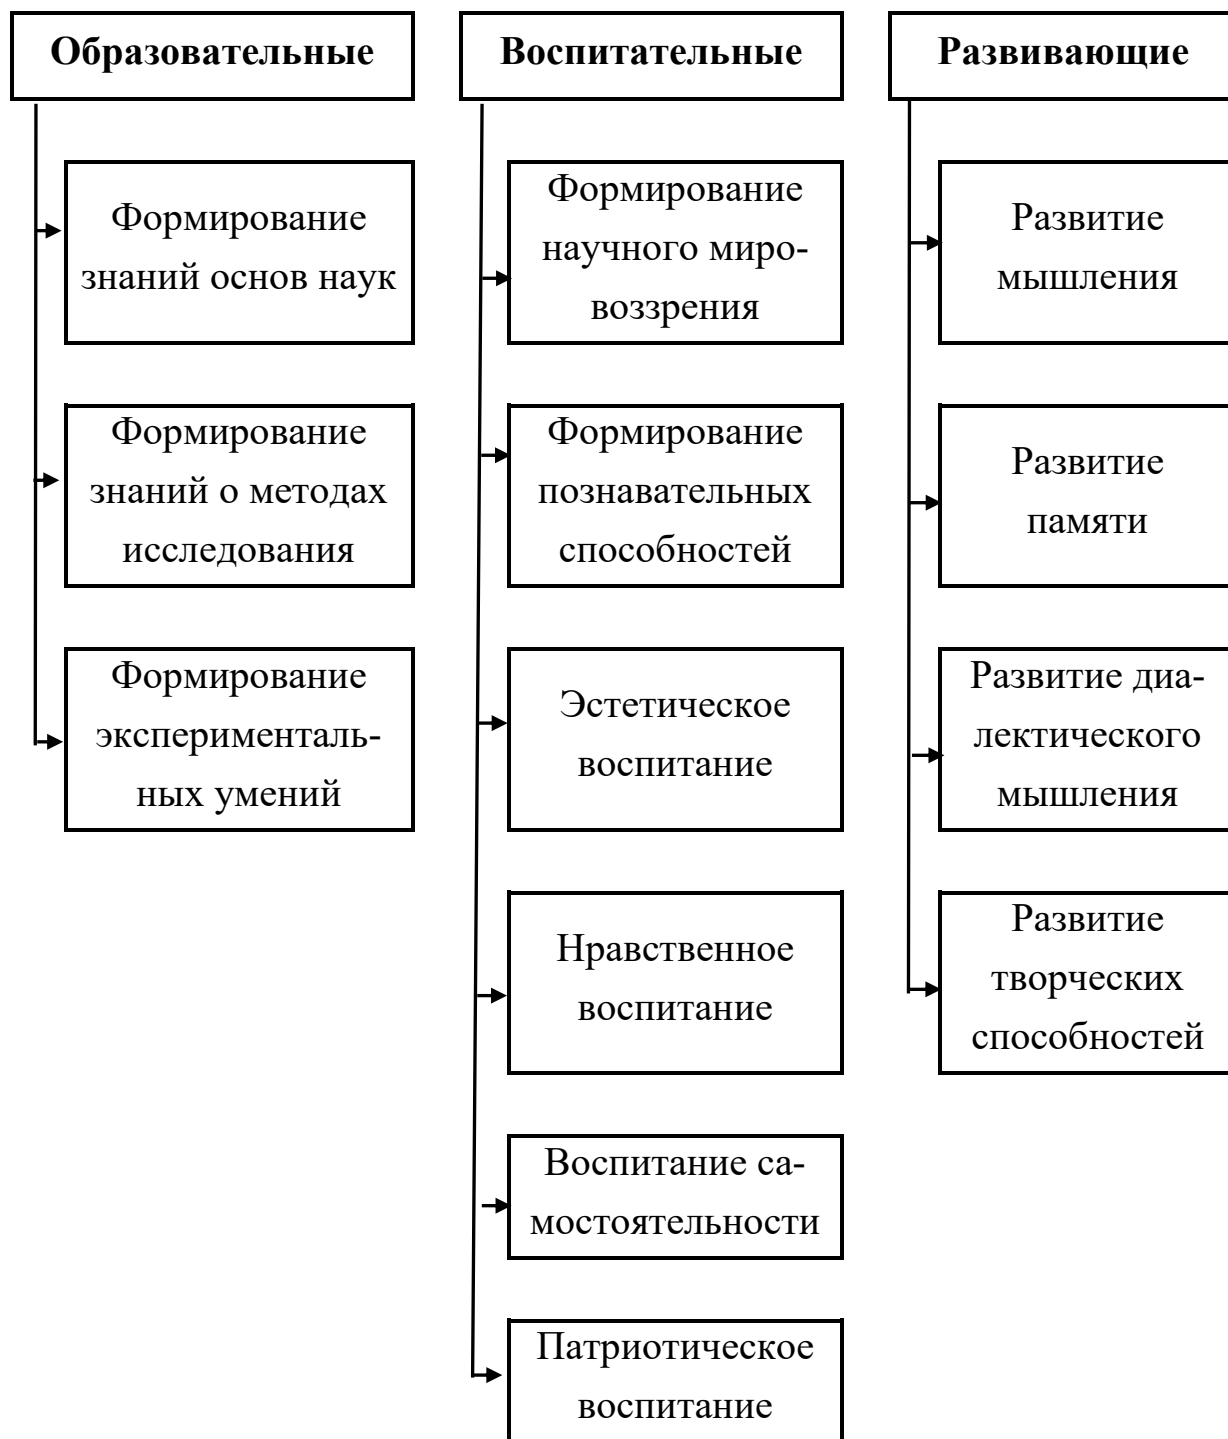 Образовательные
Формирование
знаний основ наук
Формирование
знаний о методах
исследования
Формирование
эксперименталь-
ных умений
Воспитательные
Формирование
научного миро-
воззрения
Формирование
познавательных
способностей
Эстетическое
воспитание
Нравственное
воспитание
Воспитание са-
мостоятельности
Патриотическое
воспитание
Развивающие
Развитие
мышления
Развитие
памяти
Развитие диа-
лектического
мышления
Развитие
творческих
способностей